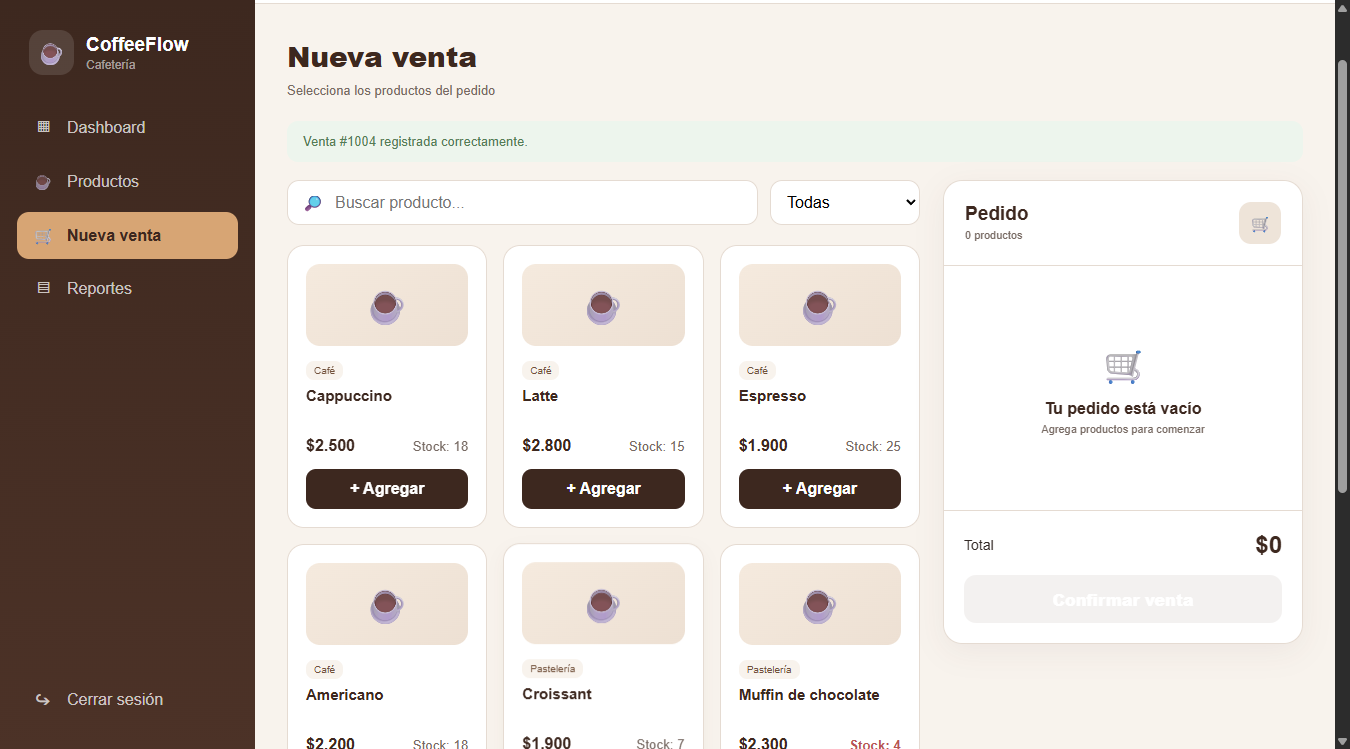 CoffeeFlow
Cafetería
Dashboard
Productos
Nueva venta
Reportes
Cerrar sesión
Nueva venta
Selecciona los productos del pedido
Venta #1004 registrada correctamente.
Buscar producto...
Todas
Café
Cappuccino
$2.500 Stock: 18
+ Agregar
Café
Latte
$2.800 Stock: 15
+ Agregar
Café
Espresso
$1.900 Stock: 25
+ Agregar
Café
Americano
$2.200 Stock: 18
Pastelería
Croissant
$1.900 Stock: 7
Pastelería
Muffin de chocolate
$2.300 Stock: 4
Pedido
0 productos
Tu pedido está vacío
Agrega productos para comenzar
Total $0
Confirmar venta